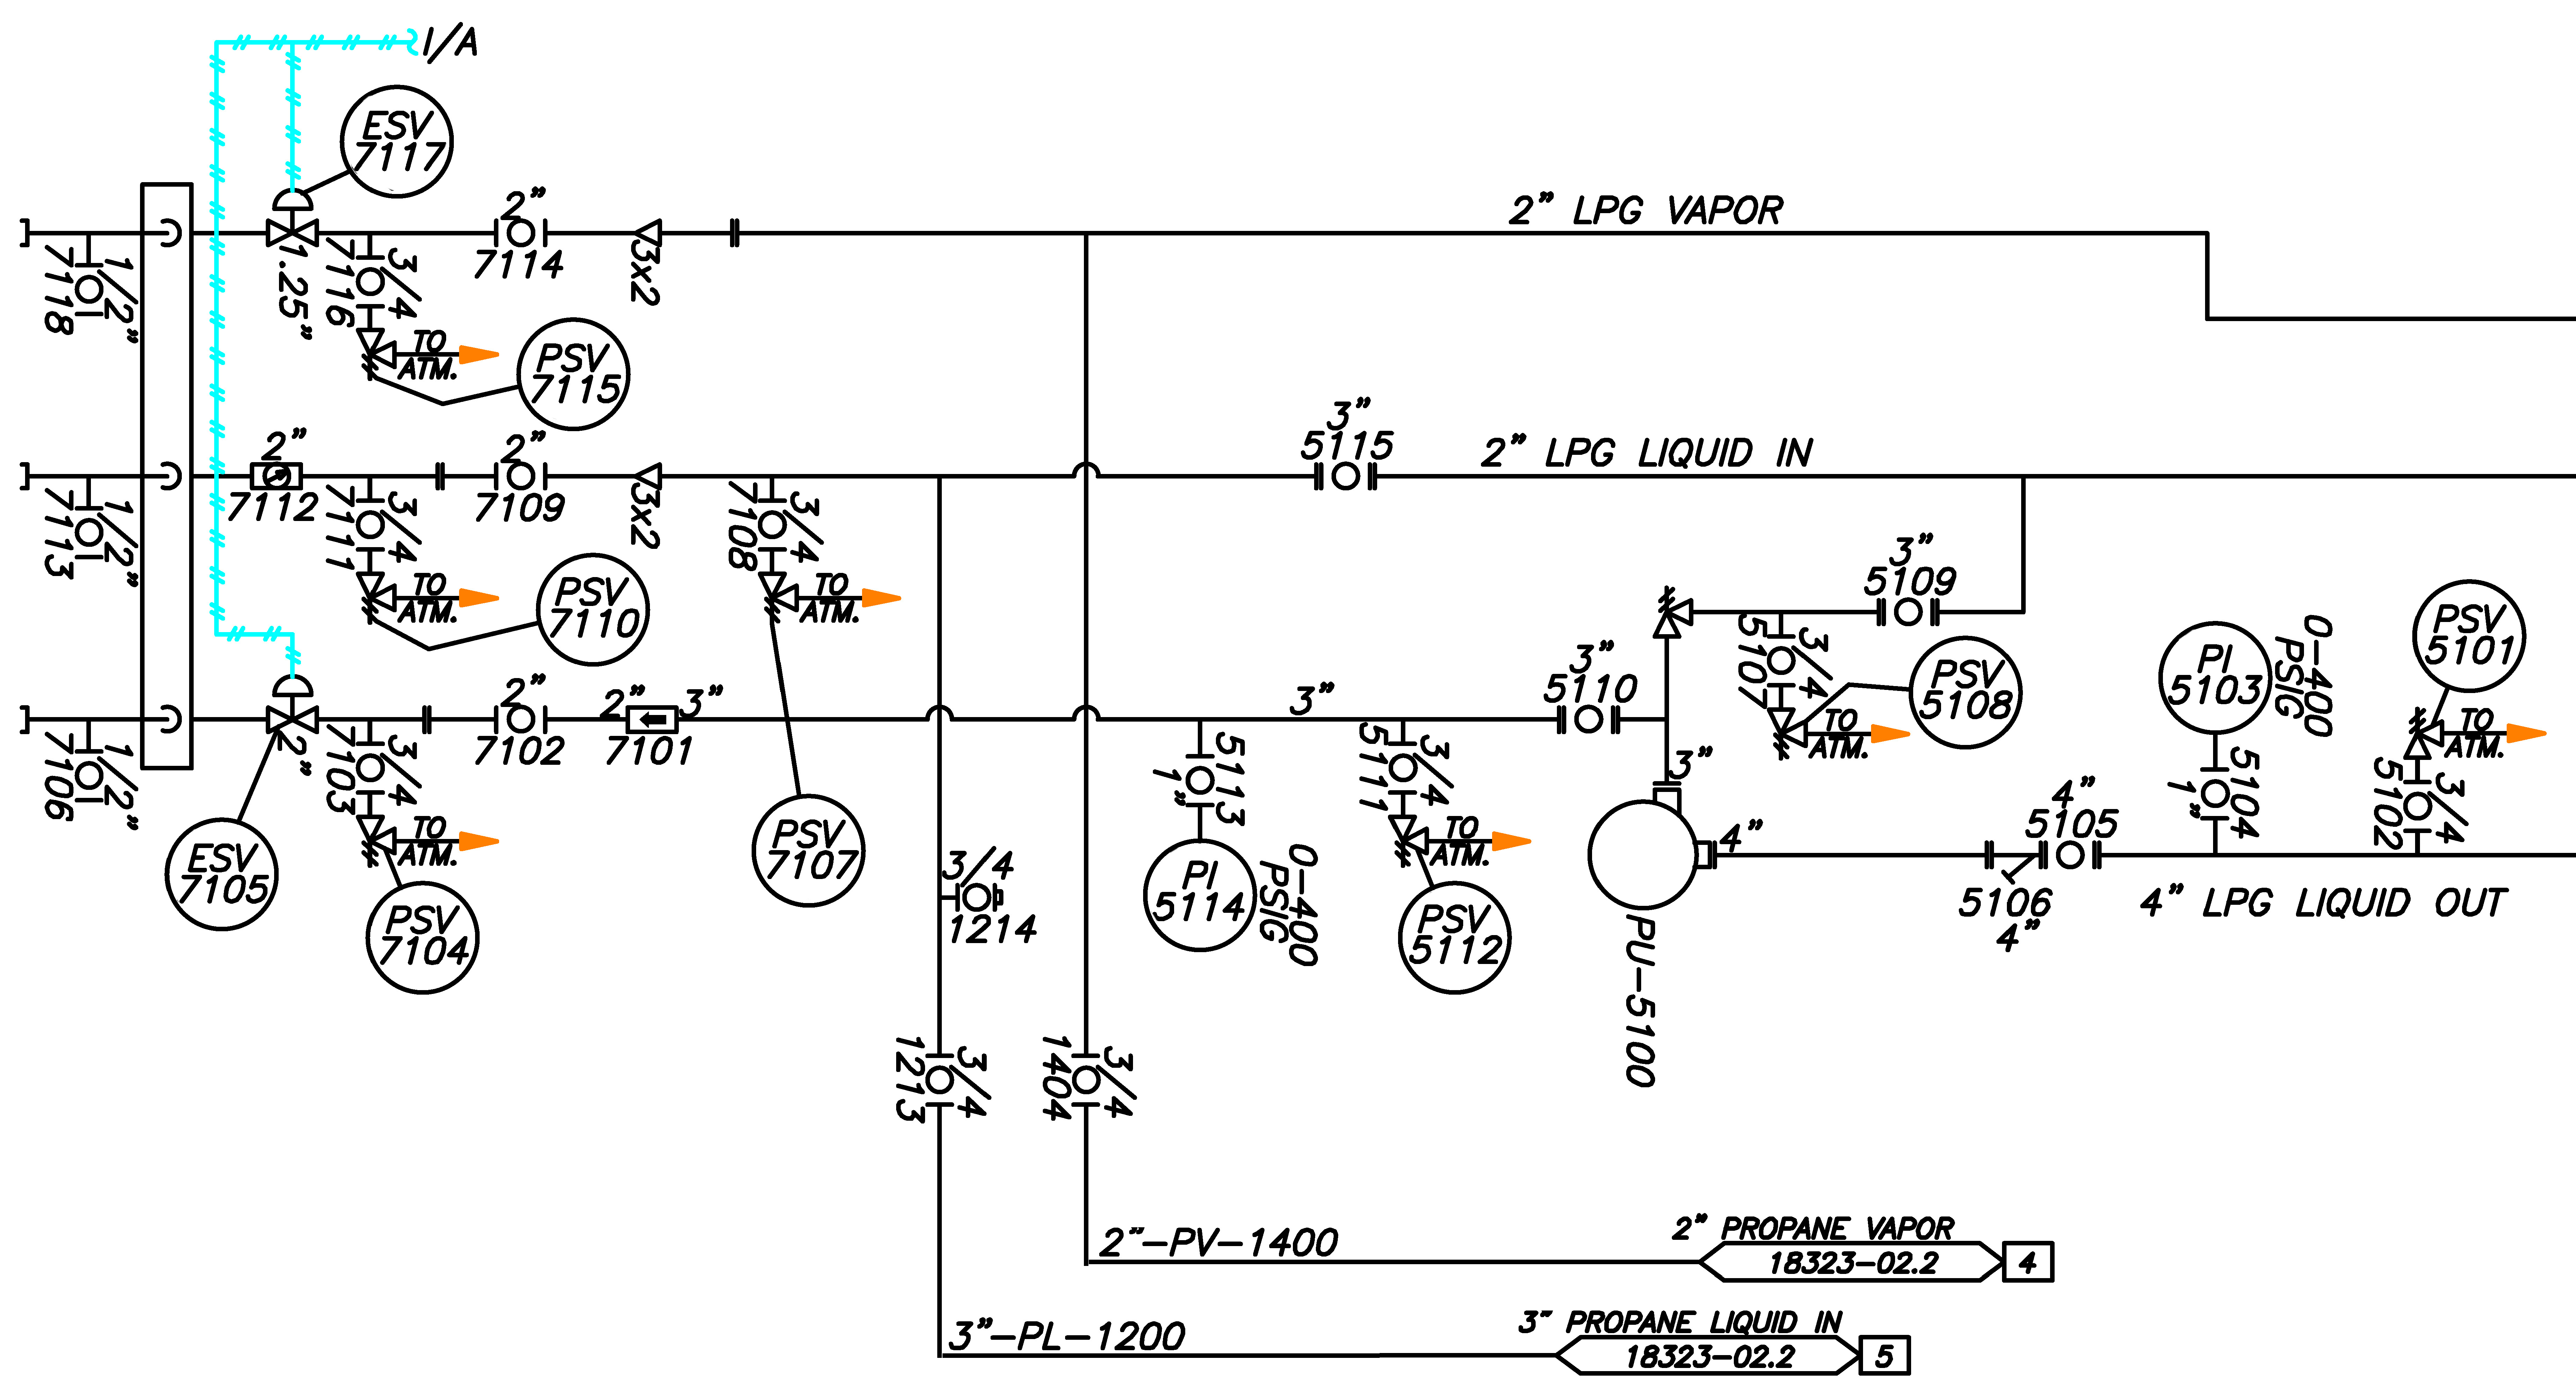 I/A
ESV
7117
2"
7114
3x2
2" LPG VAPOR
1/2"
7118
1.25"
3/4
7116
TO
ATM.
PSV
7115
2"
7112
2"
7109
3x2
3"
5115
2" LPG LIQUID IN
1/2"
7113
3/4
7111
TO
ATM.
PSV
7110
3/4
7108
TO
ATM.
PSV
7107
3"
5109
3/4
5107
TO
ATM.
PSV
5108
3"
5110
3"
2"
7102
2" 3"
7101
1/2"
7106
2"
ESV
7105
3/4
7103
TO
ATM.
PSV
7104
3/4
1214
5113
1"
PI
5114
0-400
PSIG
3/4
5111
TO
ATM.
PSV
5112
3"
4"
PU-5100
4"
5105
5106
4"
PI
5103
0-400
PSIG
5104
1"
PSV
5101
TO
ATM.
3/4
5102
4" LPG LIQUID OUT
3/4
1213
3/4
1404
2"-PV-1400
2" PROPANE VAPOR
18323-02.2 4
3"-PL-1200
3" PROPANE LIQUID IN
18323-02.2 5